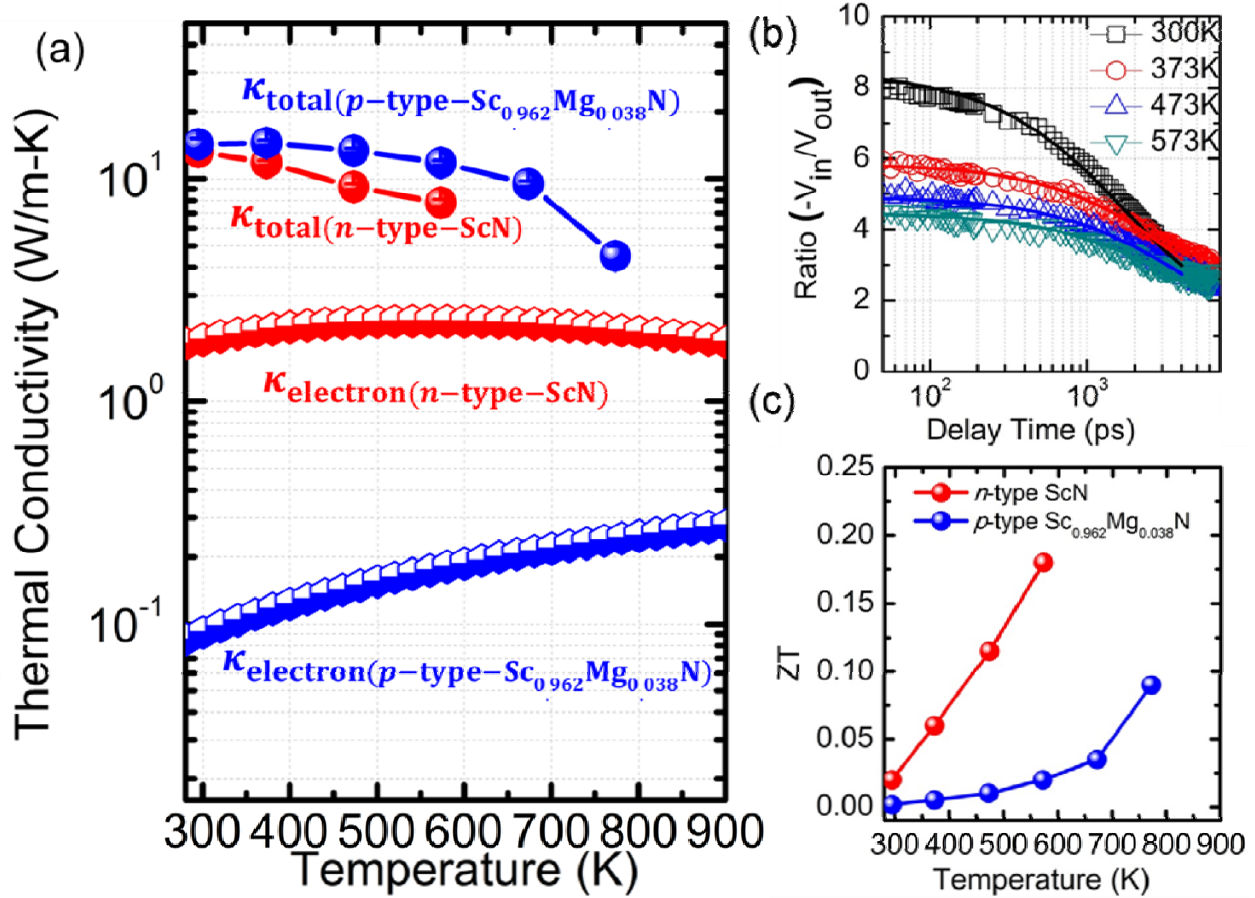 (a)
Thermal Conductivity (W/m-K)
10¹
10⁰
10⁻¹
κtotal(p−type−Sc0 962Mg0 038N)
κtotal(n−type−ScN)
κelectron(n−type−ScN)
κelectron(p−type−Sc0 962Mg0 038N)
300 400 500 600 700 800 900
Temperature (K)
(b)
Ratio (-Vin/Vout)
10
8
6
4
2
0
300K
373K
473K
573K
10² 10³
Delay Time (ps)
(c)
ZT
0.25
0.20
0.15
0.10
0.05
0.00
n-type ScN
p-type Sc0.962Mg0.038N
300 400 500 600 700 800 900
Temperature (K)